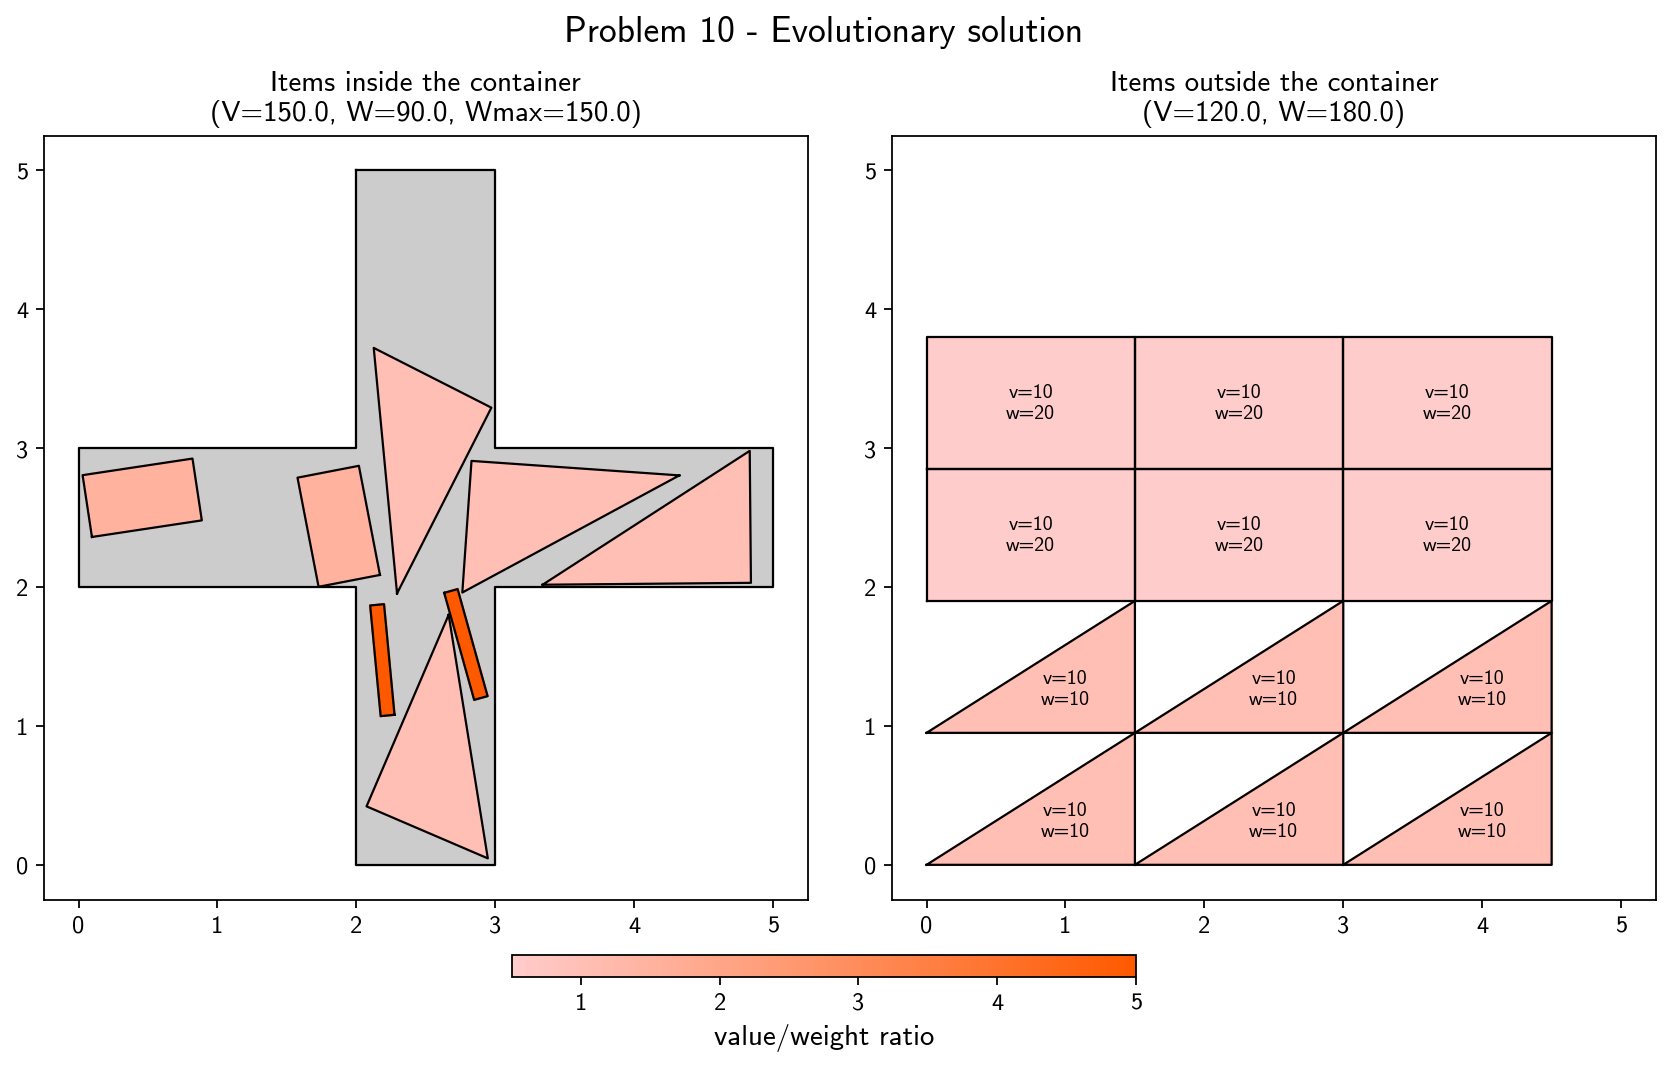 Problem 10 - Evolutionary solution
Items inside the container
(V=150.0, W=90.0, Wmax=150.0)
5
4
3
2
1
0
0 1 2 3 4 5
Items outside the container
(V=120.0, W=180.0)
5
4
3
2
1
0
v=10
w=20
v=10
w=20
v=10
w=20
v=10
w=20
v=10
w=20
v=10
w=20
v=10
w=10
v=10
w=10
v=10
w=10
v=10
w=10
v=10
w=10
v=10
w=10
0 1 2 3 4 5
1 2 3 4 5
value/weight ratio